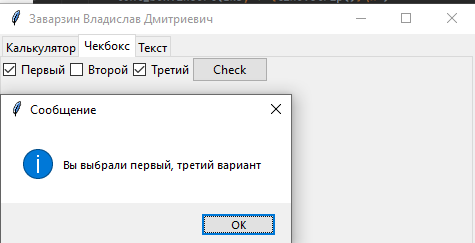 Заварзин Владислав Дмитриевич
Калькулятор Чекбокс Текст
Первый Второй Третий Check
Сообщение
Вы выбрали первый, третий вариант
OK